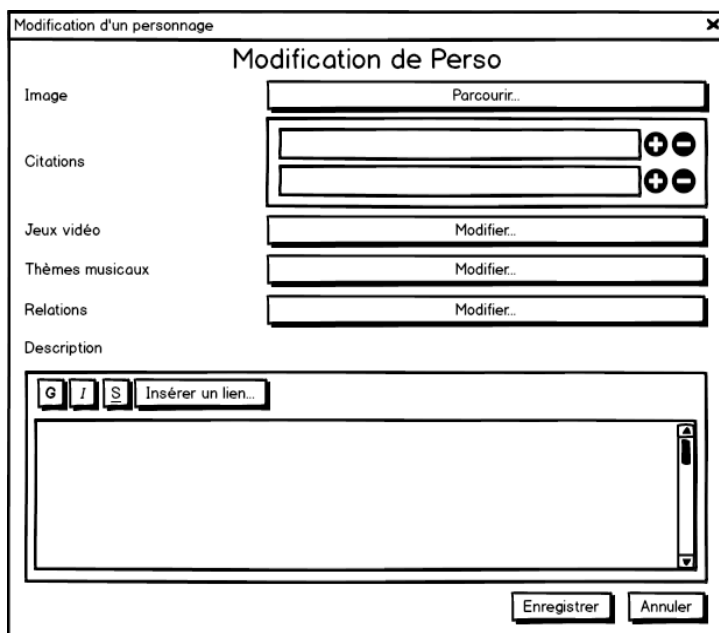 Modification d'un personnage
Modification de Perso
Image
Parcourir...
Citations
Jeux vidéo
Modifier...
Thèmes musicaux
Modifier...
Relations
Modifier...
Description
G I S Insérer un lien...
Enregistrer Annuler